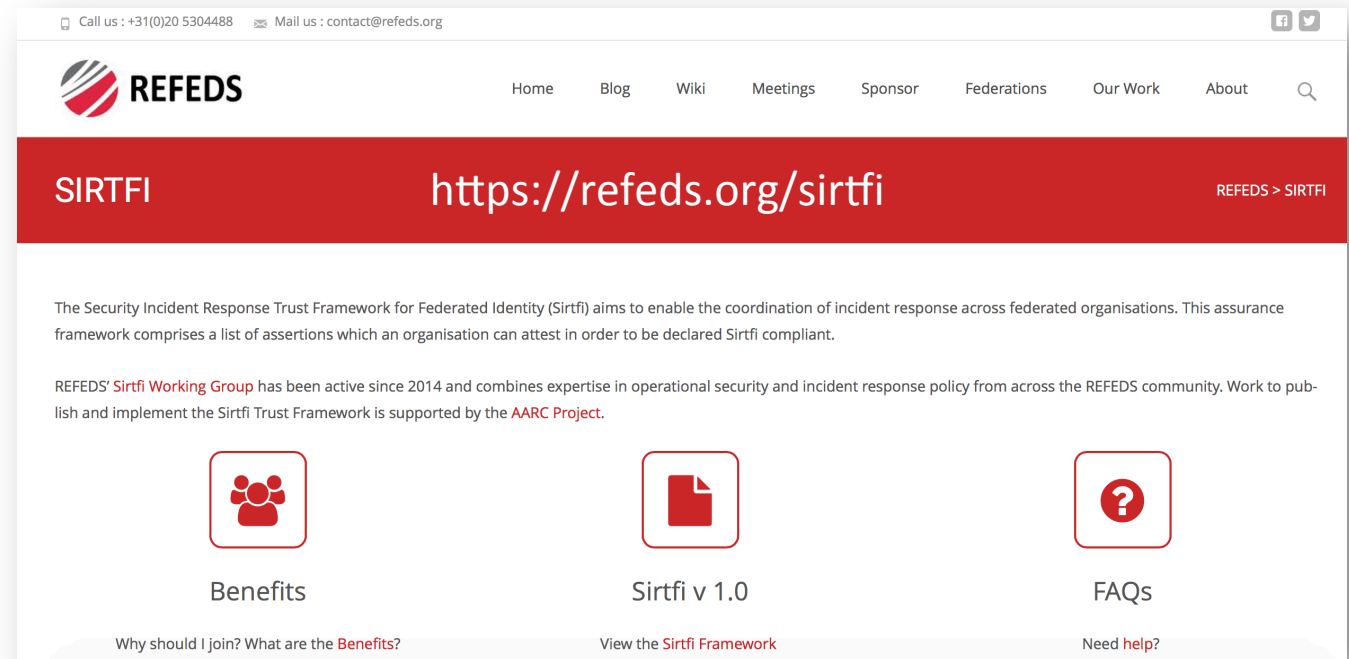 Call us : +31(0)20 5304488 Mail us : contact@refeds.org
REFEDS
Home Blog Wiki Meetings Sponsor Federations Our Work About
SIRTFI
https://refeds.org/sirtfi
REFEDS > SIRTFI
The Security Incident Response Trust Framework for Federated Identity (Sirtfi) aims to enable the coordination of incident response across federated organisations. This assurance
framework comprises a list of assertions which an organisation can attest in order to be declared Sirtfi compliant.
REFEDS' Sirtfi Working Group has been active since 2014 and combines expertise in operational security and incident response policy from across the REFEDS community. Work to pub-
lish and implement the Sirtfi Trust Framework is supported by the AARC Project.
Benefits
Why should I join? What are the Benefits?
Sirtfi v 1.0
View the Sirtfi Framework
FAQs
Need help?